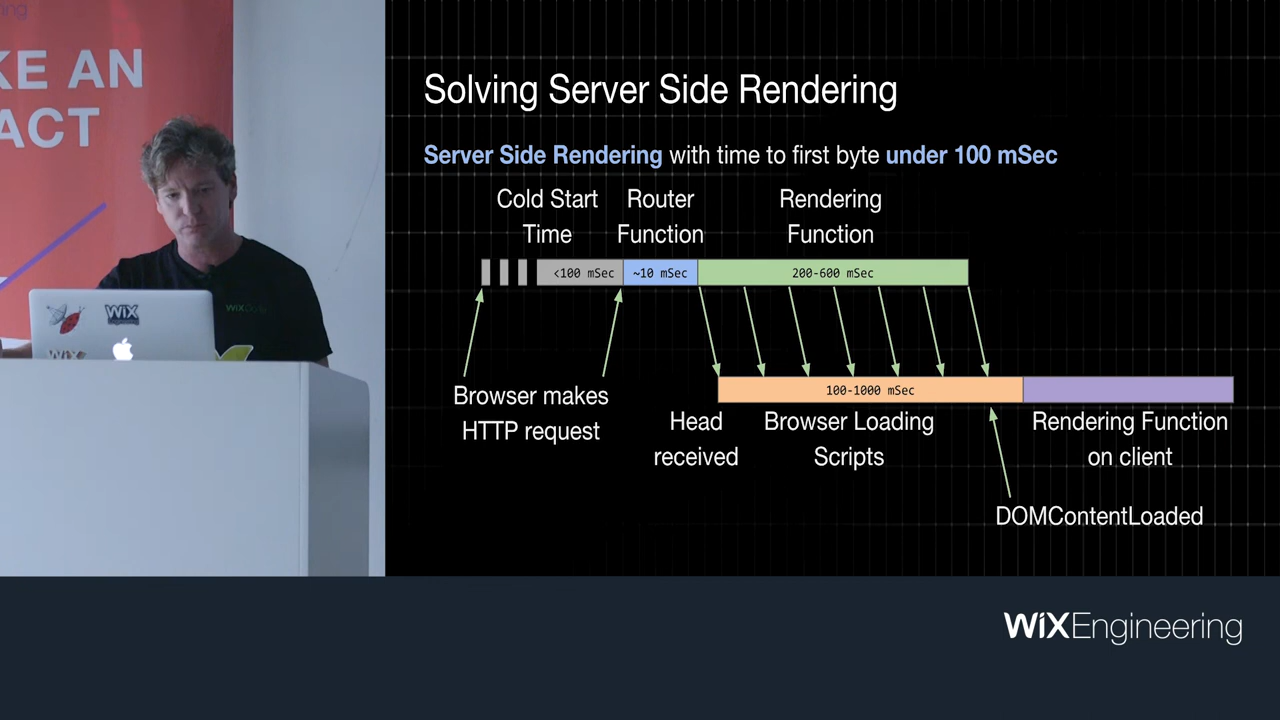 KE AN
ACT
WiX
WiX
Solving Server Side Rendering
Server Side Rendering with time to first byte under 100 mSec
Cold Start
Time
Router
Function
Rendering
Function
<100 mSec
~10 mSec
200-600 mSec
100-1000 mSec
Browser makes
HTTP request
Head
received
Browser Loading
Scripts
Rendering Function
on client
DOMContentLoaded
WiXEngineering